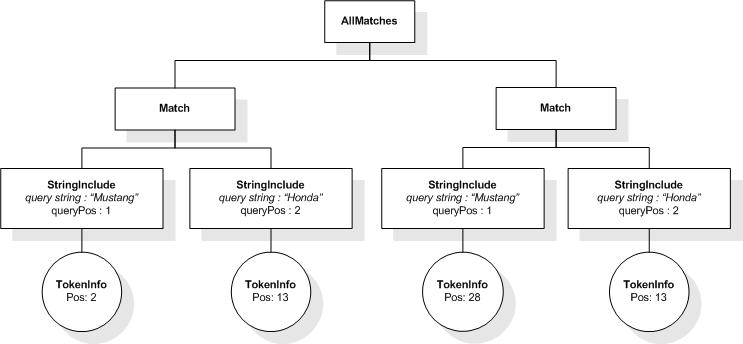 AllMatches
Match
Match
StringInclude
query string : “Mustang”
queryPos : 1
StringInclude
query string : “Honda”
queryPos : 2
StringInclude
query string : “Mustang”
queryPos : 1
StringInclude
query string : “Honda”
queryPos : 2
TokenInfo
Pos: 2
TokenInfo
Pos: 13
TokenInfo
Pos: 28
TokenInfo
Pos: 13